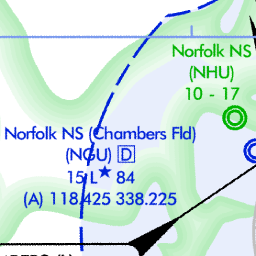 Norfolk NS
(NHU)
10 - 17
Norfolk NS (Chambers Fld)
(NGU) D
15 L★ 84
(A) 118.425 338.225